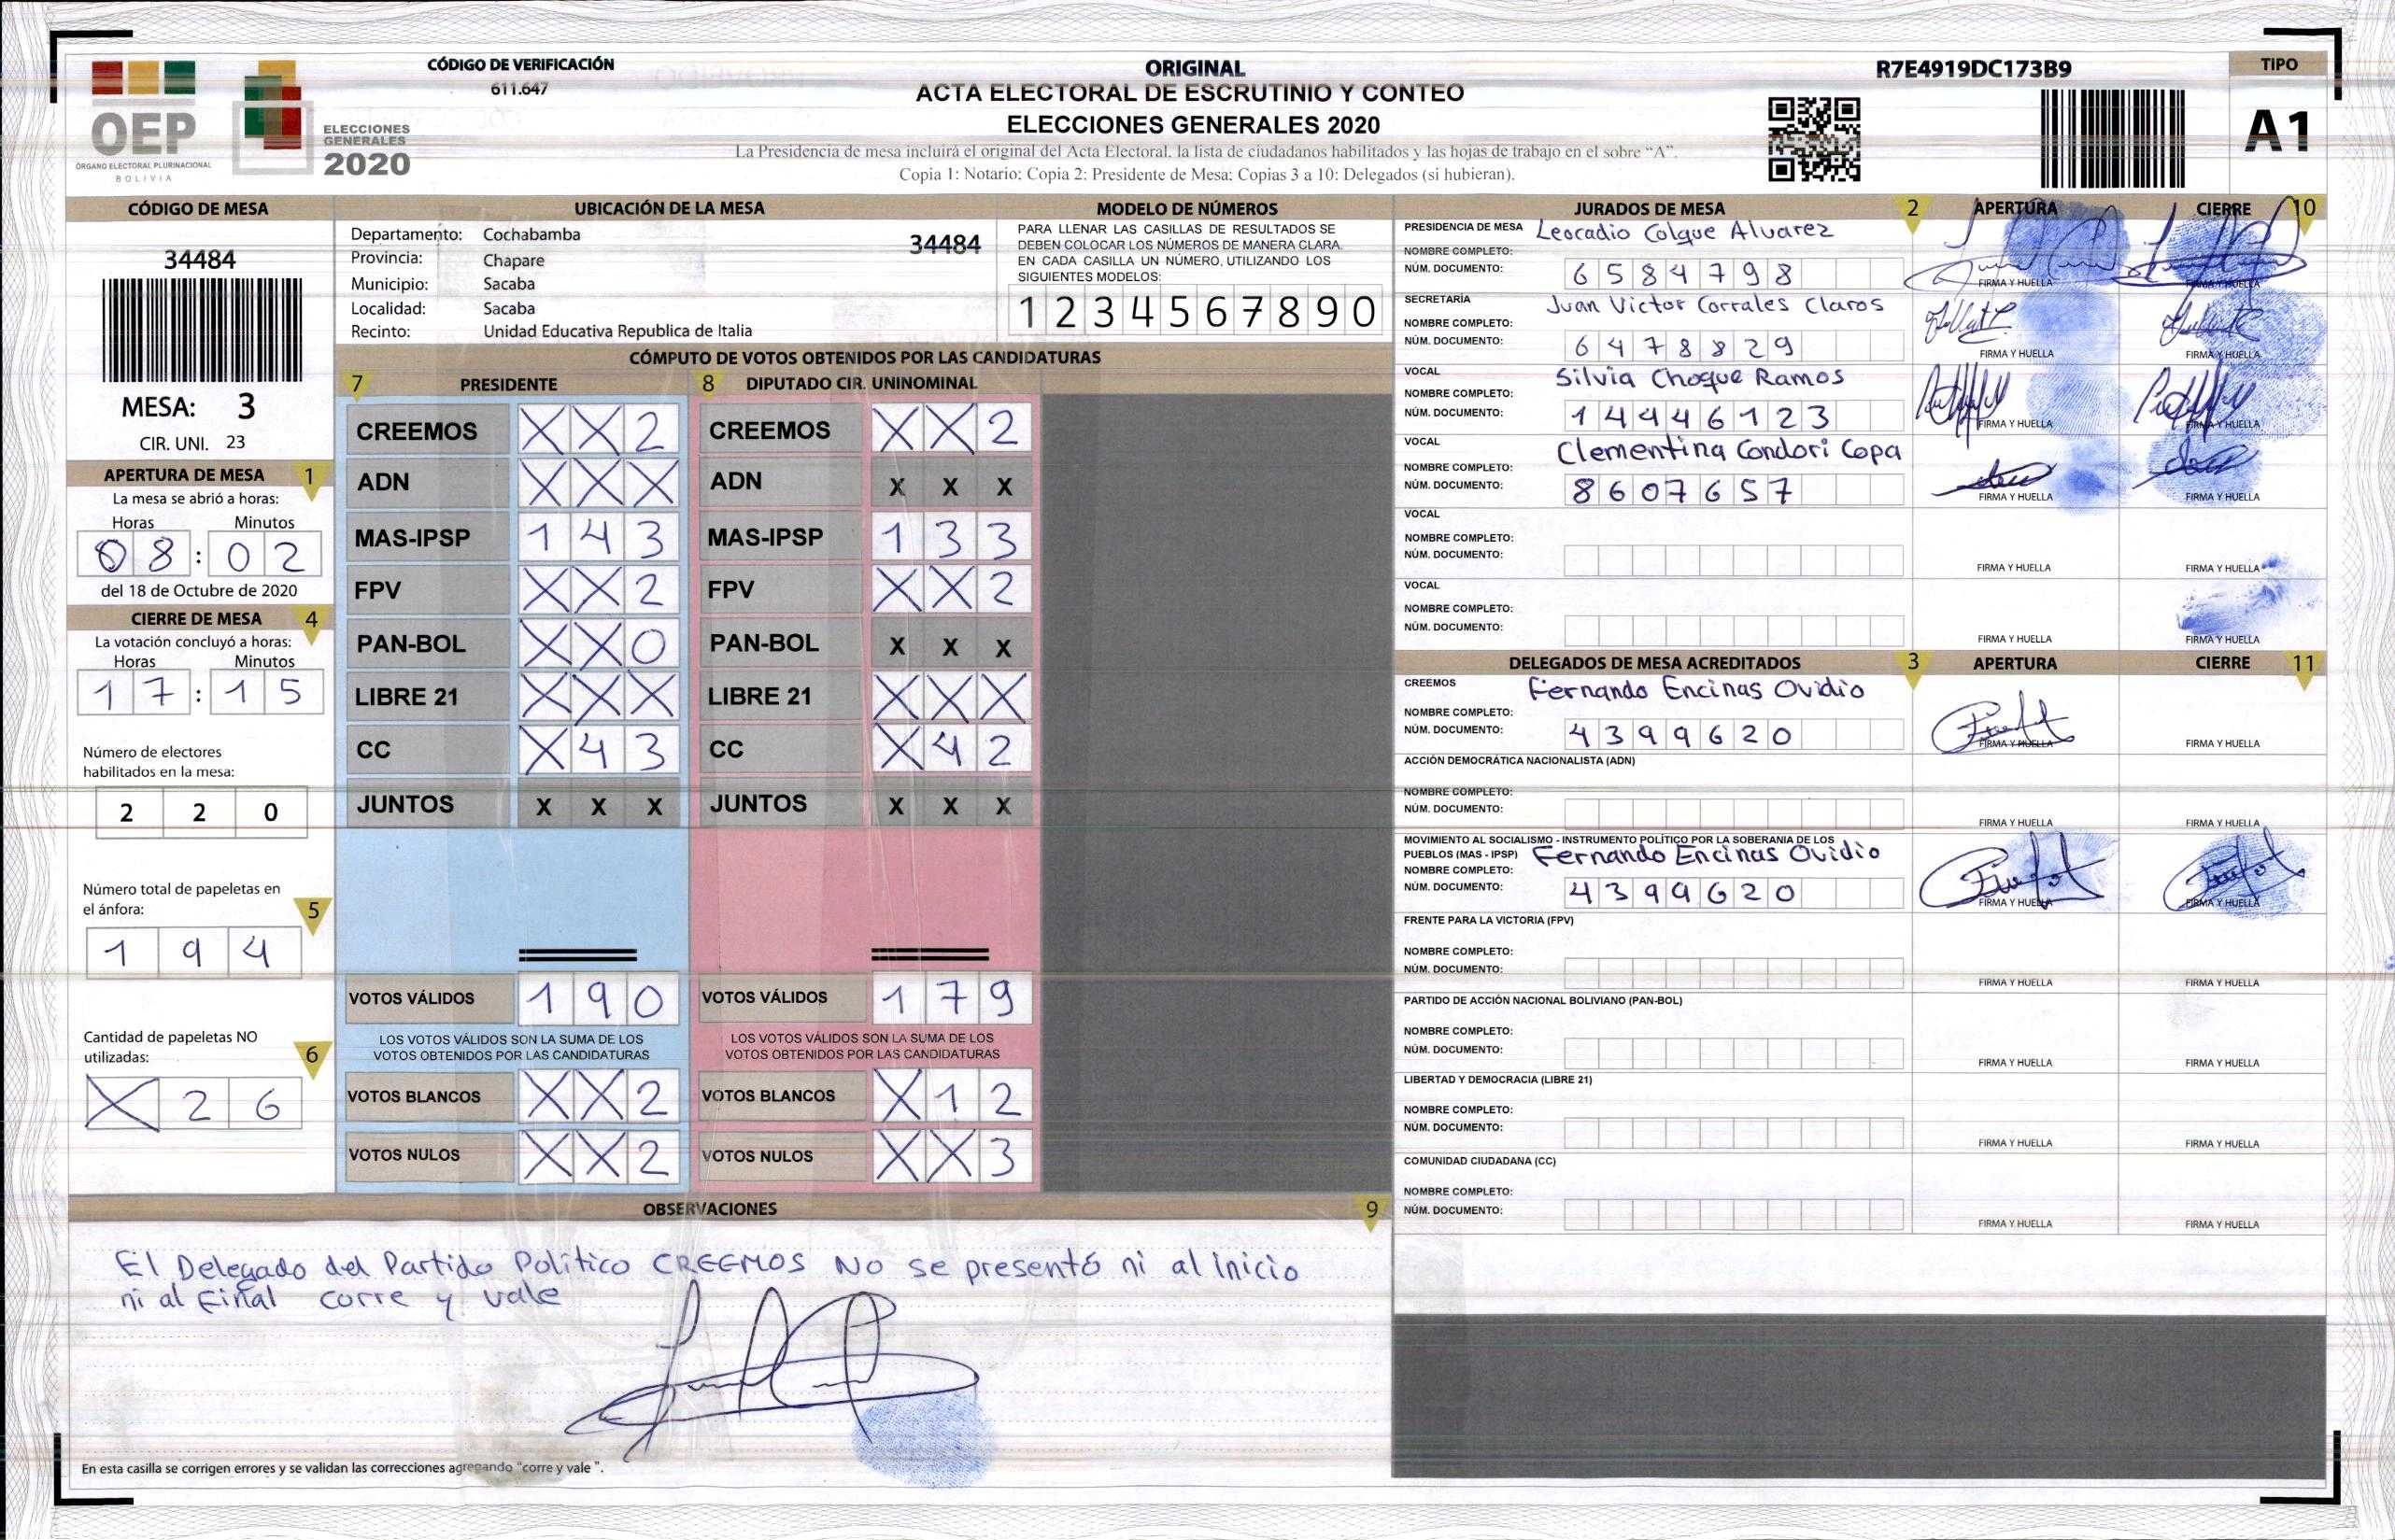 CÓDIGO DE VERIFICACIÓN
611.647
ORIGINAL
ACTA ELECTORAL DE ESCRUTINIO Y CONTEO
ELECCIONES GENERALES 2020
La Presidencia de mesa incluirá el original del Acta Electoral, la lista de ciudadanos habilitados y las hojas de trabajo en el sobre “A”.
Copia 1: Notario; Copia 2: Presidente de Mesa; Copias 3 a 10: Delegados (si hubieran).
R7E4919DC173B9
TIPO
A1
OEP
ÓRGANO ELECTORAL PLURINACIONAL
BOLIVIA
ELECCIONES
GENERALES
2020
CÓDIGO DE MESA
34484
MESA: 3
CIR. UNI. 23
APERTURA DE MESA 1
La mesa se abrió a horas:
Horas Minutos
08:02
del 18 de Octubre de 2020
CIERRE DE MESA 4
La votación concluyó a horas:
Horas Minutos
17:15
Número de electores
habilitados en la mesa:
2 2 0
Número total de papeletas en
el ánfora: 5
1 9 4
Cantidad de papeletas NO
utilizadas: 6
X 2 6
UBICACIÓN DE LA MESA
Departamento: Cochabamba 34484
Provincia: Chapare
Municipio: Sacaba
Localidad: Sacaba
Recinto: Unidad Educativa Republica de Italia
MODELO DE NÚMEROS
PARA LLENAR LAS CASILLAS DE RESULTADOS SE
DEBEN COLOCAR LOS NÚMEROS DE MANERA CLARA.
EN CADA CASILLA UN NÚMERO, UTILIZANDO LOS
SIGUIENTES MODELOS:
1 2 3 4 5 6 7 8 9 0
CÓMPUTO DE VOTOS OBTENIDOS POR LAS CANDIDATURAS
7 PRESIDENTE 8 DIPUTADO CIR. UNINOMINAL
CREEMOS X X 2 CREEMOS X X 2
ADN X X X ADN X X X
MAS-IPSP 1 4 3 MAS-IPSP 1 3 3
FPV X X 2 FPV X X 2
PAN-BOL X X 0 PAN-BOL X X X
LIBRE 21 X X X LIBRE 21 X X X
CC X 4 3 CC X 4 2
JUNTOS X X X JUNTOS X X X
VOTOS VÁLIDOS 1 9 0 VOTOS VÁLIDOS 1 7 9
LOS VOTOS VÁLIDOS SON LA SUMA DE LOS LOS VOTOS VÁLIDOS SON LA SUMA DE LOS
VOTOS OBTENIDOS POR LAS CANDIDATURAS VOTOS OBTENIDOS POR LAS CANDIDATURAS
VOTOS BLANCOS X X 2 VOTOS BLANCOS X 1 2
VOTOS NULOS X X 2 VOTOS NULOS X X 3
OBSERVACIONES 9
El Delegado del Partido Político CREEMOS No se presentó ni al inicio
ni al Final corre y vale
En esta casilla se corrigen errores y se validan las correcciones agregando “corre y vale”.
JURADOS DE MESA 2 APERTURA CIERRE 10
PRESIDENCIA DE MESA Leocadio Colque Alvarez
NOMBRE COMPLETO:
NÚM. DOCUMENTO: 6584798 FIRMA Y HUELLA FIRMA Y HUELLA
SECRETARÍA Juan Victor Corrales Claros
NOMBRE COMPLETO:
NÚM. DOCUMENTO: 6478829 FIRMA Y HUELLA FIRMA Y HUELLA
VOCAL Silvia Choque Ramos
NOMBRE COMPLETO:
NÚM. DOCUMENTO: 14446123 FIRMA Y HUELLA FIRMA Y HUELLA
VOCAL Clementina Condori Copa
NOMBRE COMPLETO:
NÚM. DOCUMENTO: 8607657 FIRMA Y HUELLA FIRMA Y HUELLA
VOCAL
NOMBRE COMPLETO:
NÚM. DOCUMENTO: FIRMA Y HUELLA FIRMA Y HUELLA
VOCAL
NOMBRE COMPLETO:
NÚM. DOCUMENTO: FIRMA Y HUELLA FIRMA Y HUELLA
DELEGADOS DE MESA ACREDITADOS 3 APERTURA CIERRE 11
CREEMOS Fernando Encinas Ovidio
NOMBRE COMPLETO:
NÚM. DOCUMENTO: 4399620 FIRMA Y HUELLA FIRMA Y HUELLA
ACCIÓN DEMOCRÁTICA NACIONALISTA (ADN)
NOMBRE COMPLETO:
NÚM. DOCUMENTO: FIRMA Y HUELLA FIRMA Y HUELLA
MOVIMIENTO AL SOCIALISMO - INSTRUMENTO POLÍTICO POR LA SOBERANIA DE LOS
PUEBLOS (MAS - IPSP) Fernando Encinas Ovidio
NOMBRE COMPLETO:
NÚM. DOCUMENTO: 4399620 FIRMA Y HUELLA FIRMA Y HUELLA
FRENTE PARA LA VICTORIA (FPV)
NOMBRE COMPLETO:
NÚM. DOCUMENTO: FIRMA Y HUELLA FIRMA Y HUELLA
PARTIDO DE ACCIÓN NACIONAL BOLIVIANO (PAN-BOL)
NOMBRE COMPLETO:
NÚM. DOCUMENTO: FIRMA Y HUELLA FIRMA Y HUELLA
LIBERTAD Y DEMOCRACIA (LIBRE 21)
NOMBRE COMPLETO:
NÚM. DOCUMENTO: FIRMA Y HUELLA FIRMA Y HUELLA
COMUNIDAD CIUDADANA (CC)
NOMBRE COMPLETO:
NÚM. DOCUMENTO: FIRMA Y HUELLA FIRMA Y HUELLA